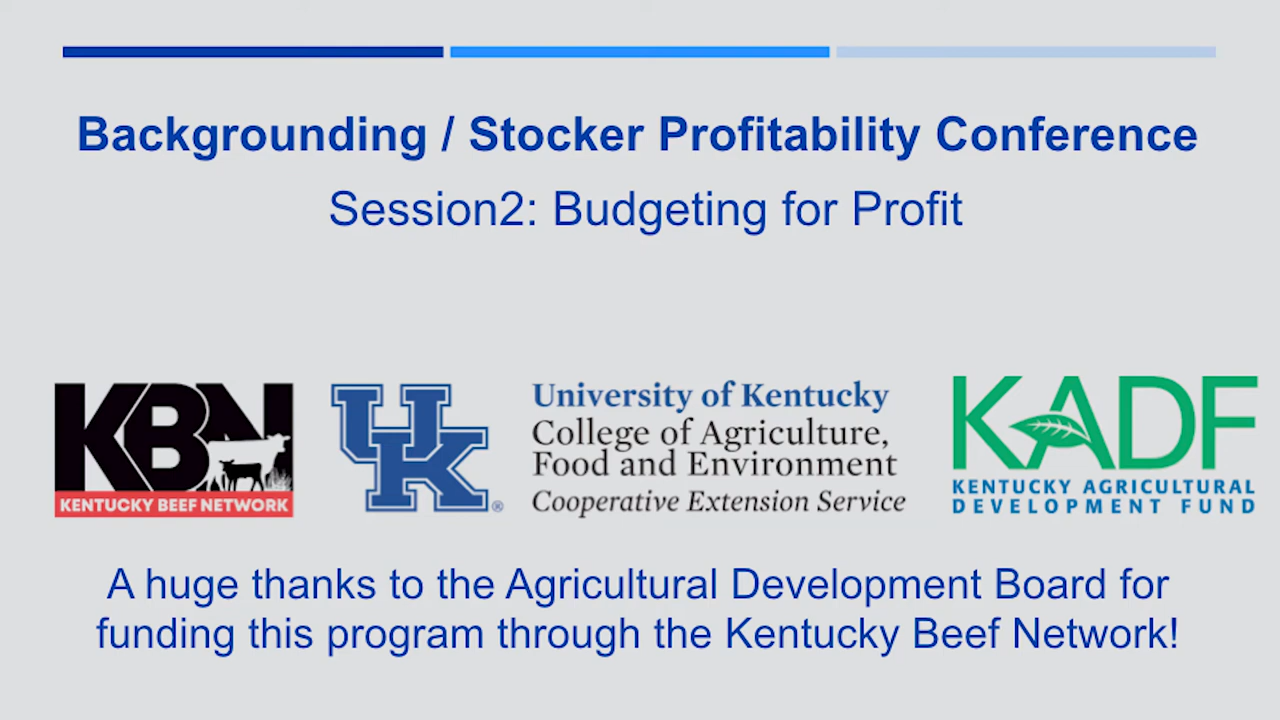 Backgrounding / Stocker Profitability Conference
Session2: Budgeting for Profit
KBN
KENTUCKY BEEF NETWORK
UK®
University of Kentucky
College of Agriculture,
Food and Environment
Cooperative Extension Service
KADF
KENTUCKY AGRICULTURAL
DEVELOPMENT FUND
A huge thanks to the Agricultural Development Board for
funding this program through the Kentucky Beef Network!